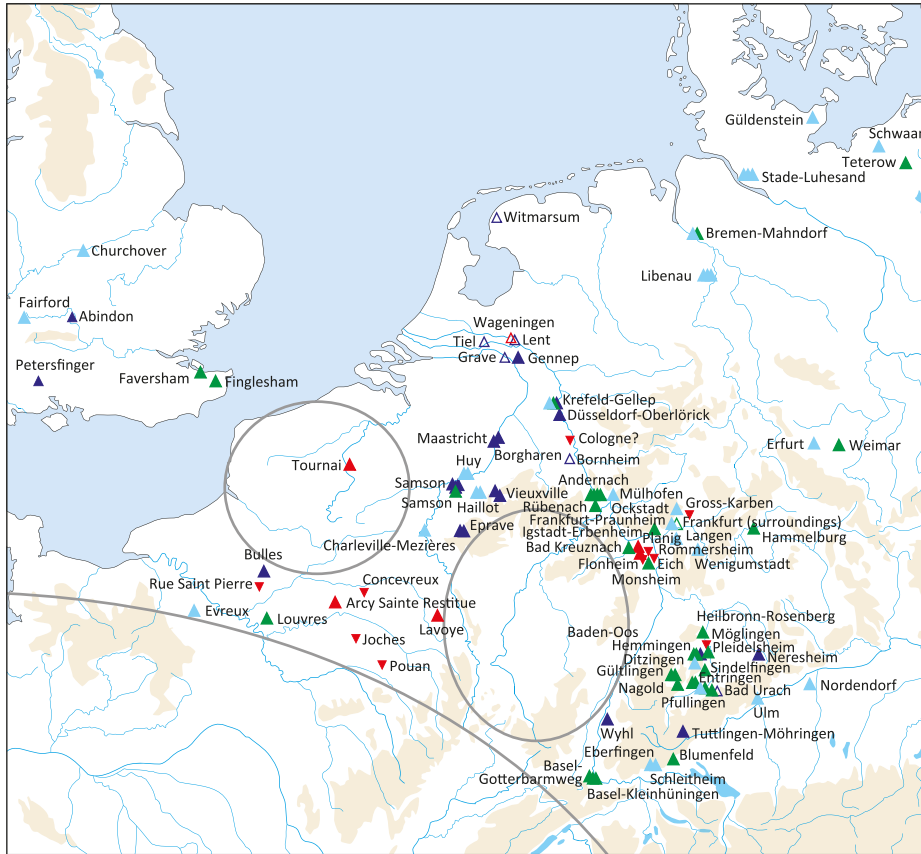 Güldenstein
Schwaan
Teterow
Stade-Luhesand
Witmarsum
Bremen-Mahndorf
Churchover
Libenau
Fairford
Abindon
Wageningen
Tiel
Lent
Grave
Gennep
Petersfinger
Faversham
Finglesham
Krefeld-Gellep
Düsseldorf-Oberlörick
Maastricht
Cologne?
Erfurt
Weimar
Borgharen
Bornheim
Tournai
Huy
Andernach
Samson
Vieuxville
Mülhofen
Samson
Haillot
Rübenach
Ockstadt
Gross-Karben
Frankfurt-Praunheim
Frankfurt (surroundings)
Eprave
Igstadt-Erbenheim
Langen
Hammelburg
Charleville-Mezières
Bad Kreuznach
Planig
Rommersheim
Bulles
Flonheim
Eich
Wenigumstadt
Rue Saint Pierre
Concevreux
Monsheim
Evreux
Arcy Sainte Restitue
Louvres
Lavoye
Heilbronn-Rosenberg
Joches
Baden-Oos
Möglingen
Hemmingen
Pleidelsheim
Pouan
Ditzingen
Neresheim
Gültlingen
Sindelfingen
Entringen
Nagold
Bad Urach
Nordendorf
Pfullingen
Ulm
Wyhl
Tuttlingen-Möhringen
Eberfingen
Blumenfeld
Basel-
Gotterbarmweg
Schleitheim
Basel-Kleinhüningen